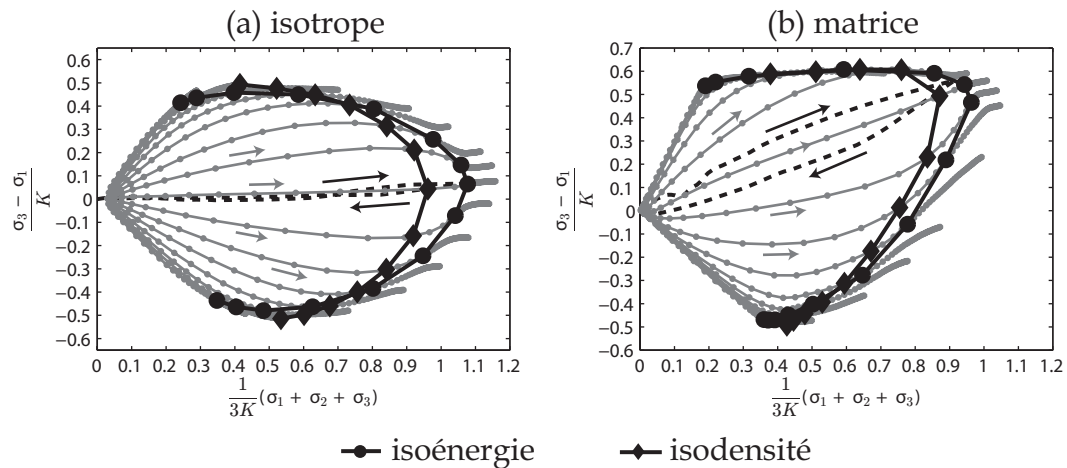 (a) isotrope
(b) matrice
0.6
0.5
0.4
0.3
0.2
0.1
0
−0.1
−0.2
−0.3
−0.4
−0.5
−0.6
σ3 − σ1
K
0 0.1 0.2 0.3 0.4 0.5 0.6 0.7 0.8 0.9 1 1.1 1.2
1/3K (σ1 + σ2 + σ3)
0.7
0.6
0.5
0.4
0.3
0.2
0.1
0
−0.1
−0.2
−0.3
−0.4
−0.5
−0.6
σ3 − σ1
K
0 0.1 0.2 0.3 0.4 0.5 0.6 0.7 0.8 0.9 1 1.1 1.2
1/3K (σ1 + σ2 + σ3)
isoénergie
isodensité